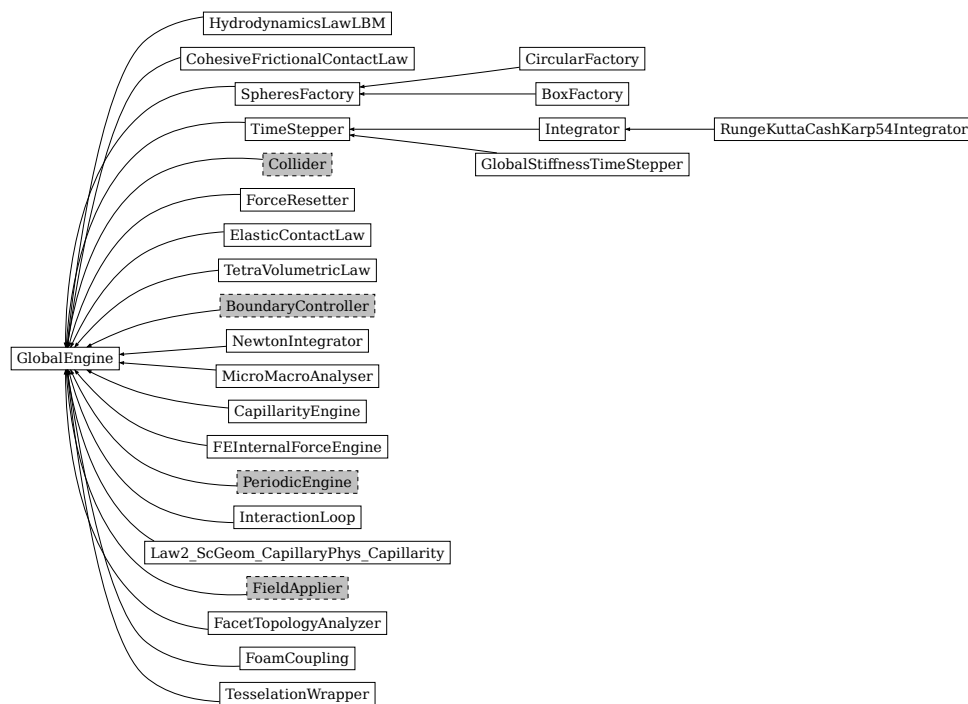 HydrodynamicsLawLBM
CohesiveFrictionalContactLaw
CircularFactory
SpheresFactory
BoxFactory
TimeStepper
Integrator
RungeKuttaCashKarp54Integrator
Collider
GlobalStiffnessTimeStepper
ForceResetter
ElasticContactLaw
TetraVolumetricLaw
BoundaryController
NewtonIntegrator
GlobalEngine
MicroMacroAnalyser
CapillarityEngine
FEInternalForceEngine
PeriodicEngine
InteractionLoop
Law2_ScGeom_CapillaryPhys_Capillarity
FieldApplier
FacetTopologyAnalyzer
FoamCoupling
TesselationWrapper